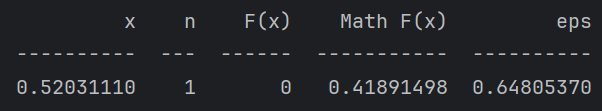 x n F(x) Math F(x) eps
---------- --- ------ ----------- ----------
0.52031110 1 0 0.41891498 0.64805370